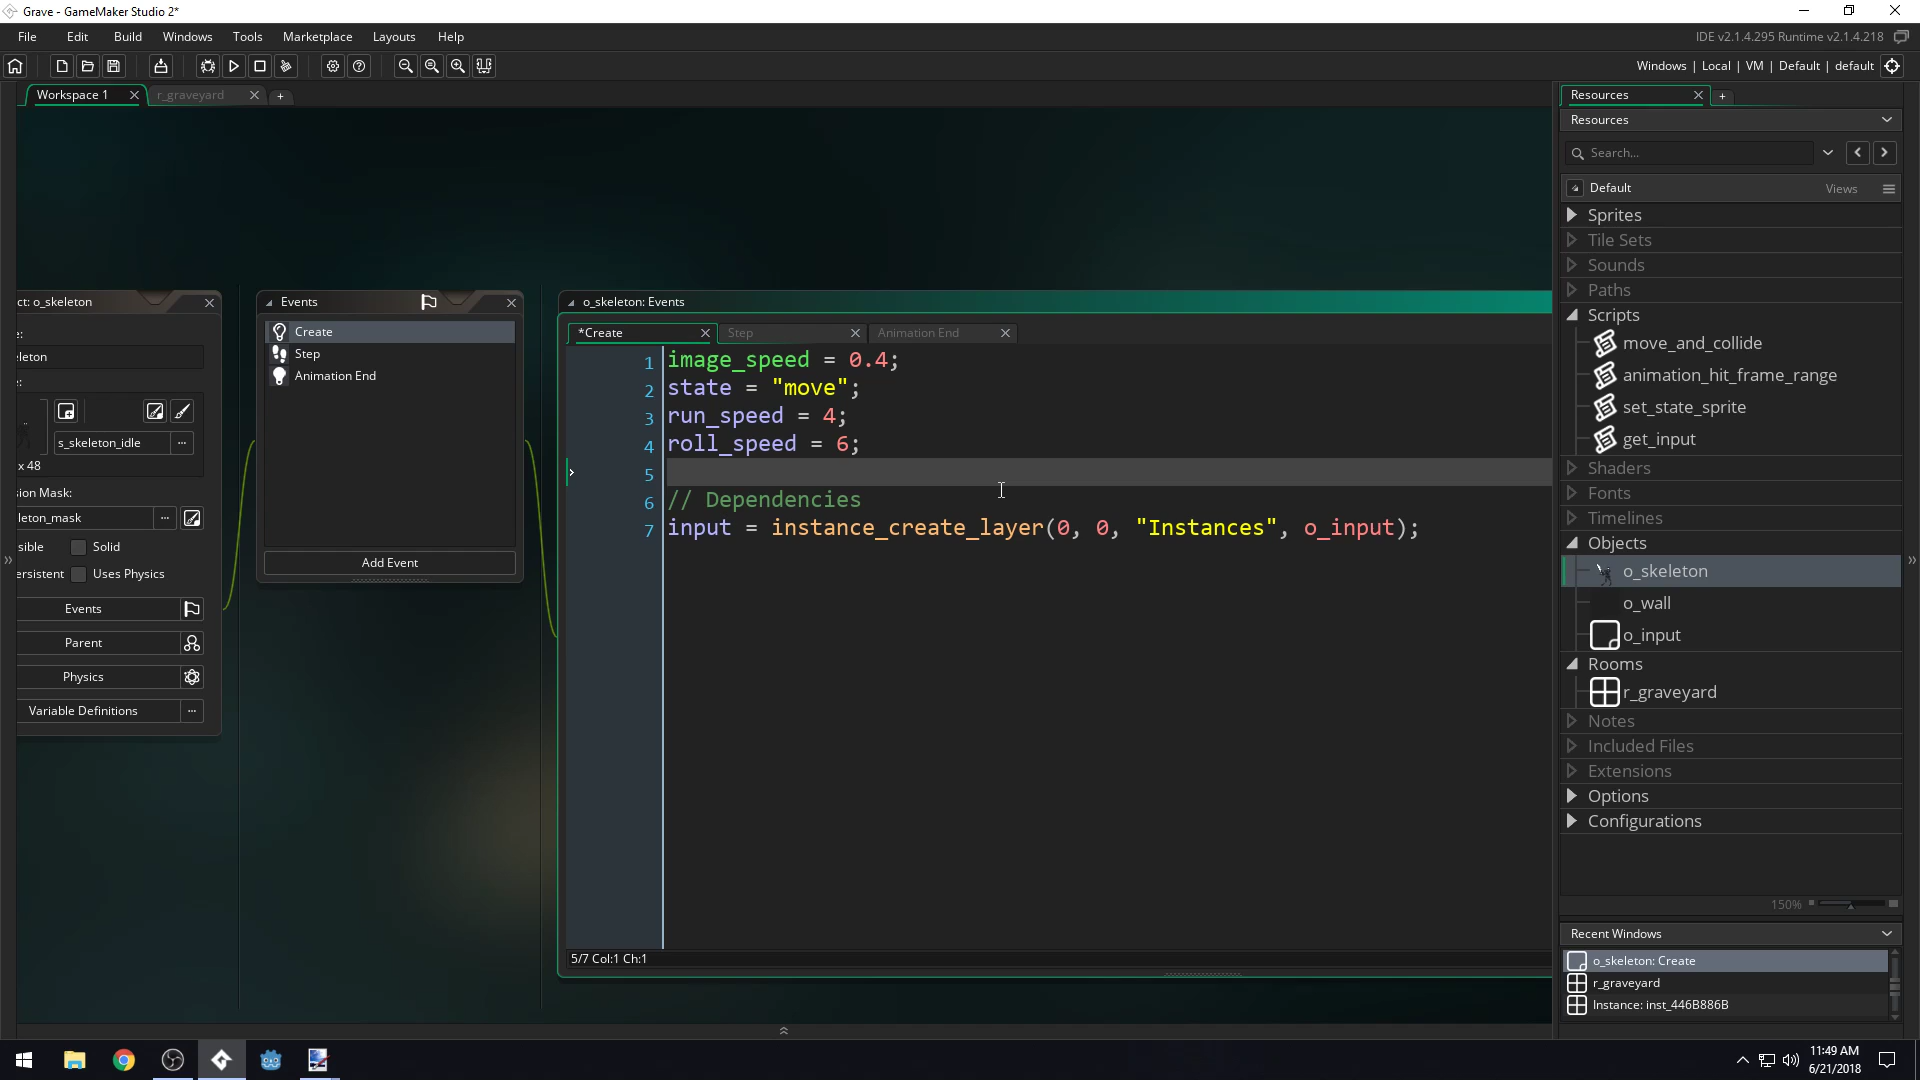 Grave - GameMaker Studio 2*
File Edit Build Windows Tools Marketplace Layouts Help
IDE v2.1.4.295 Runtime v2.1.4.218
Windows | Local | VM | Default | default
Workspace 1
r_graveyard
ct: o_skeleton
e:
eleton
e:
s_skeleton_idle
x 48
sion Mask:
leton_mask
sible Solid
ersistent Uses Physics
Events
Parent
Physics
Variable Definitions
Events
Create
Step
Animation End
Add Event
o_skeleton: Events
*Create
Step
Animation End
1 image_speed = 0.4;
2 state = "move";
3 run_speed = 4;
4 roll_speed = 6;
5
6 // Dependencies
7 input = instance_create_layer(0, 0, "Instances", o_input);
5/7 Col:1 Ch:1
Resources
Resources
Search...
Default
Views
Sprites
Tile Sets
Sounds
Paths
Scripts
move_and_collide
animation_hit_frame_range
set_state_sprite
get_input
Shaders
Fonts
Timelines
Objects
o_skeleton
o_wall
o_input
Rooms
r_graveyard
Notes
Included Files
Extensions
Options
Configurations
150%
Recent Windows
o_skeleton: Create
r_graveyard
Instance: inst_446B886B
11:49 AM
6/21/2018